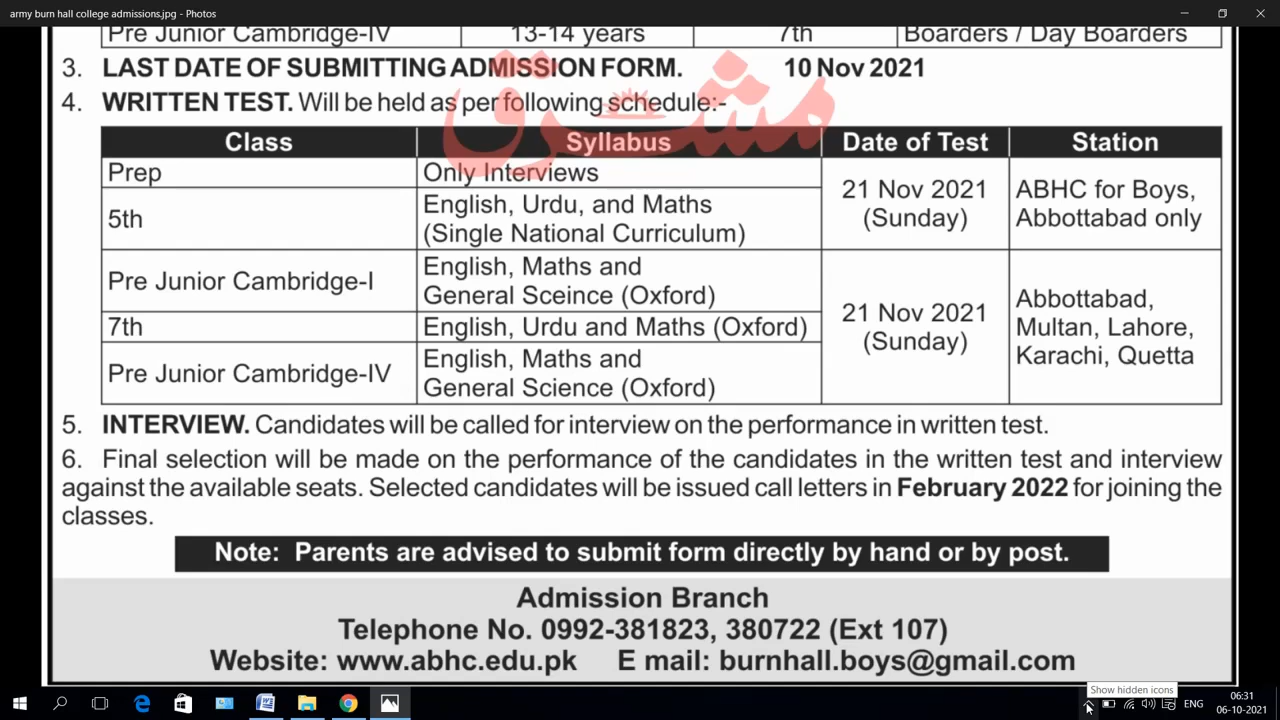 army burn hall college admissions.jpg - Photos
Pre Junior Cambridge-IV 13-14 years 7th Boarders / Day Boarders
3. LAST DATE OF SUBMITTING ADMISSION FORM. 10 Nov 2021
4. WRITTEN TEST. Will be held as per following schedule:-
مشرق
Class Syllabus Date of Test Station
Prep Only Interviews
5th English, Urdu, and Maths
(Single National Curriculum)
21 Nov 2021
(Sunday)
ABHC for Boys,
Abbottabad only
Pre Junior Cambridge-I English, Maths and
General Sceince (Oxford)
7th English, Urdu and Maths (Oxford)
Pre Junior Cambridge-IV English, Maths and
General Science (Oxford)
21 Nov 2021
(Sunday)
Abbottabad,
Multan, Lahore,
Karachi, Quetta
5. INTERVIEW. Candidates will be called for interview on the performance in written test.
6. Final selection will be made on the performance of the candidates in the written test and interview
against the available seats. Selected candidates will be issued call letters in February 2022 for joining the
classes.
Note: Parents are advised to submit form directly by hand or by post.
Admission Branch
Telephone No. 0992-381823, 380722 (Ext 107)
Website: www.abhc.edu.pk E mail: burnhall.boys@gmail.com
Show hidden icons
ENG
06:31
06-10-2021